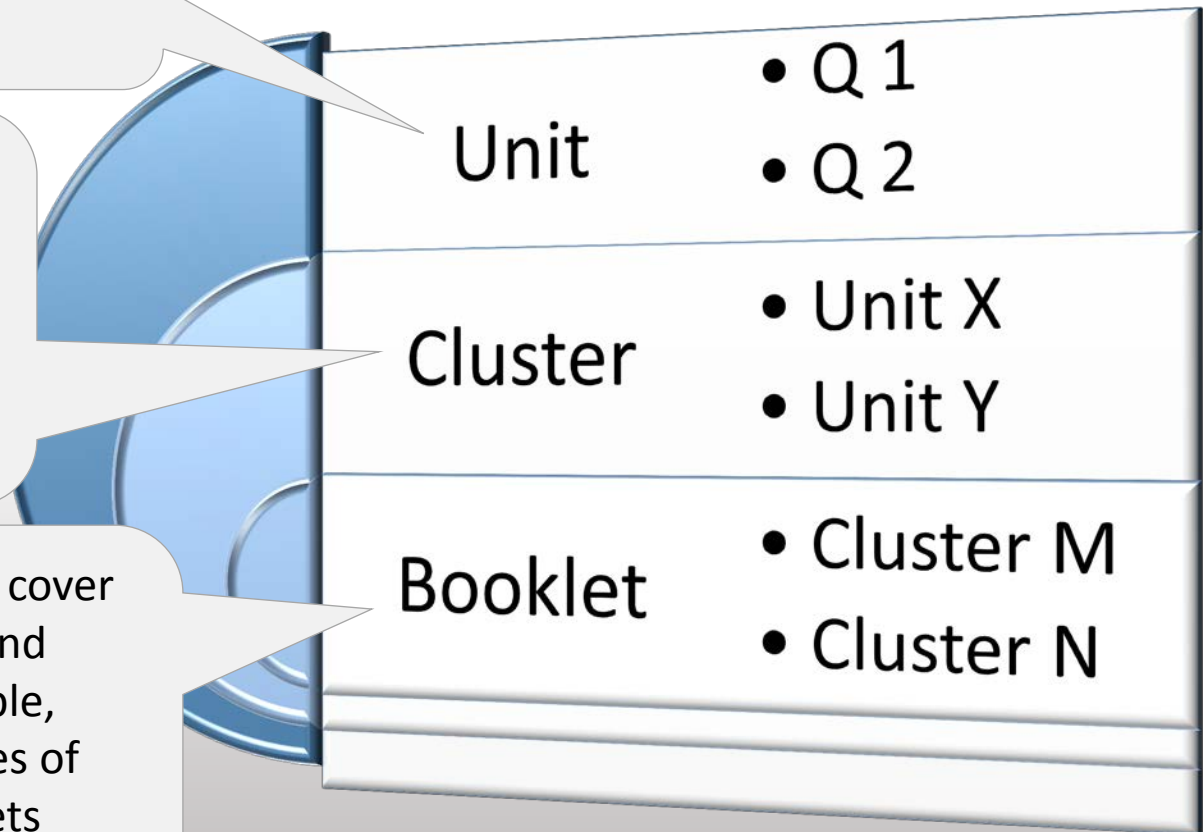 Unit
• Q 1
• Q 2
Cluster
• Unit X
• Unit Y
Booklet
• Cluster M
• Cluster N
cover
nd
ple,
es of
ets